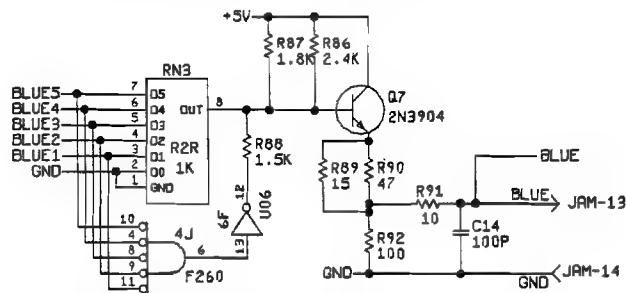 +5V
R87
1.8K
R86
2.4K
RN3
Q7
2N3904
BLUE5
7
D5
BLUE4
6
D4
OUT
8
BLUE3
5
D3
BLUE2
4
D2
R2R
BLUE1
3
D1
1K
GND
2
D0
1
GND
R88
1.5K
R89
15
R90
47
BLUE
R91
10
BLUE
JAM-13
12
6F
U06
13
C14
100P
R92
100
10
4J
4
8
6
9
11
F260
GND
GND
JAM-14